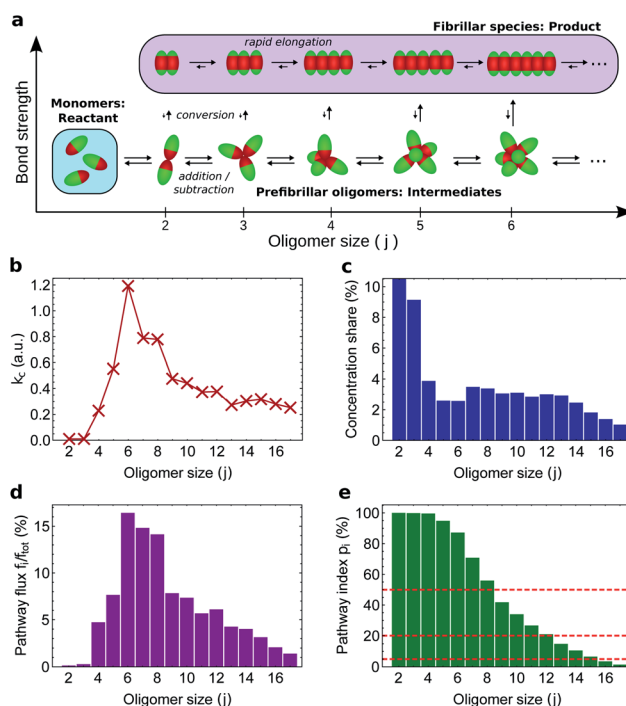 a
Fibrillar species: Product
rapid elongation
...
Bond strength
Monomers:
Reactant
conversion
addition /
subtraction
Prefibrillar oligomers: Intermediates
...
2 3 4 5 6
Oligomer size ( j )
b
k_c (a.u.)
1.2
1.0
0.8
0.6
0.4
0.2
0.0
2 4 6 8 10 12 14 16
Oligomer size (j)
c
Concentration share (%)
10
8
6
4
2
0
2 4 6 8 10 12 14 16
Oligomer size (j)
d
Pathway flux f_i/f_tot (%)
15
10
5
0
2 4 6 8 10 12 14 16
Oligomer size (j)
e
Pathway index p_i (%)
100
80
60
40
20
0
2 4 6 8 10 12 14 16
Oligomer size (j)